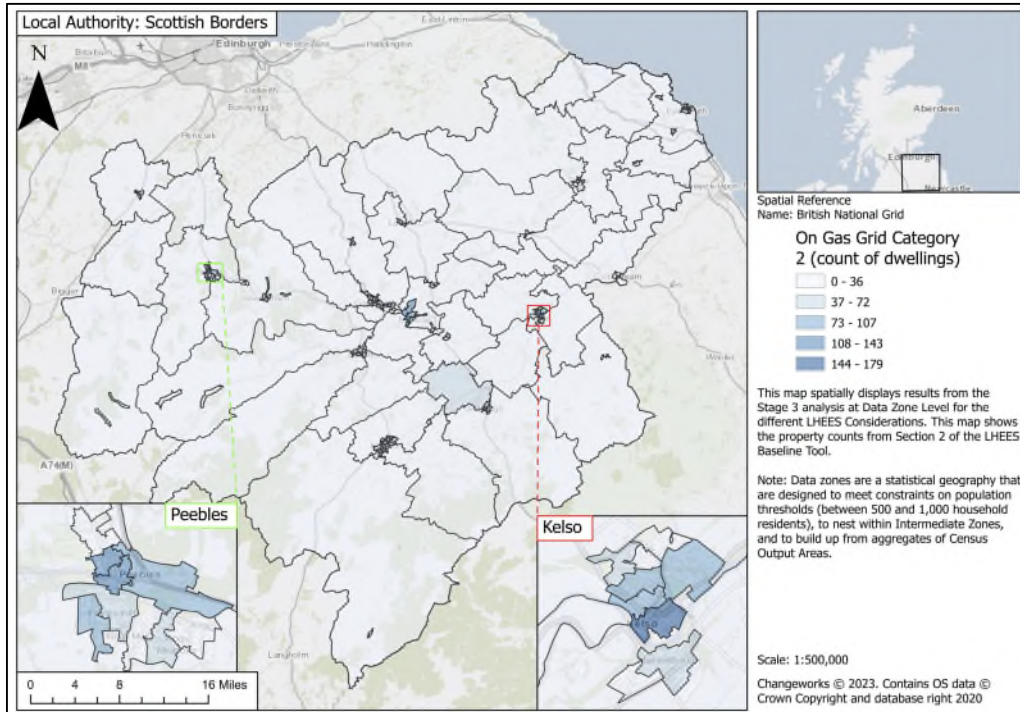 Local Authority: Scottish Borders
N
Edinburgh
M8
Aberdeen
Edinburgh
Newcastle
Spatial Reference
Name: British National Grid
On Gas Grid Category
2 (count of dwellings)
0 - 36
37 - 72
73 - 107
108 - 143
144 - 179
This map spatially displays results from the
Stage 3 analysis at Data Zone Level for the
different LHEES Considerations. This map shows
the property counts from Section 2 of the LHEES
Baseline Tool.
Note: Data zones are a statistical geography that
are designed to meet constraints on population
thresholds (between 500 and 1,000 household
residents), to nest within Intermediate Zones,
and to build up from aggregates of Census
Output Areas.
A74(M)
Peebles
Kelso
Langholm
0 4 8 16 Miles
Scale: 1:500,000
Changeworks © 2023. Contains OS data ©
Crown Copyright and database right 2020